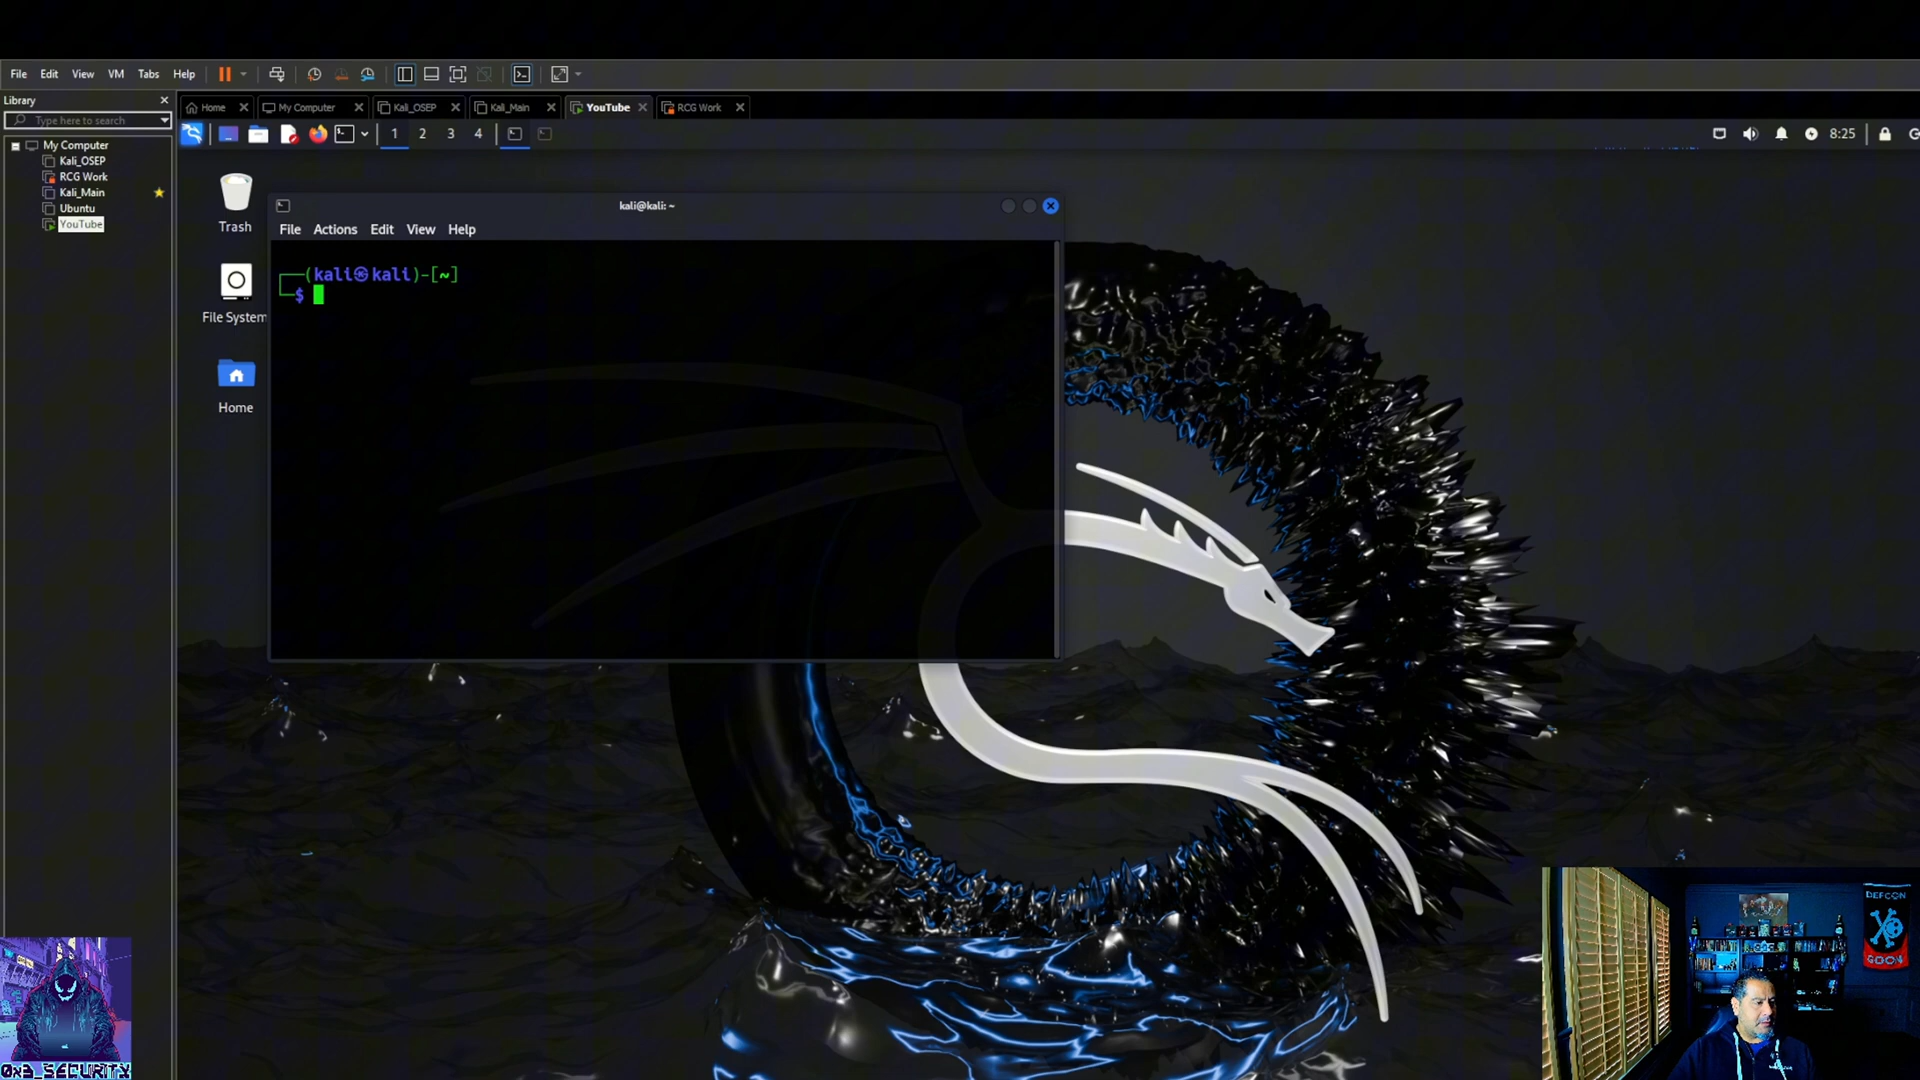 File Edit View VM Tabs Help
Library
Type here to search
My Computer
Kali_OSEP
RCG Work
Kali_Main
Ubuntu
YouTube
Home
My Computer
Kali_OSEP
Kali_Main
YouTube
RCG Work
1 2 3 4
8:25
Trash
File System
Home
kali@kali: ~
File Actions Edit View Help
(kali㉿kali)-[~]
$
DEFCON
GOON
0x3_SECURITY